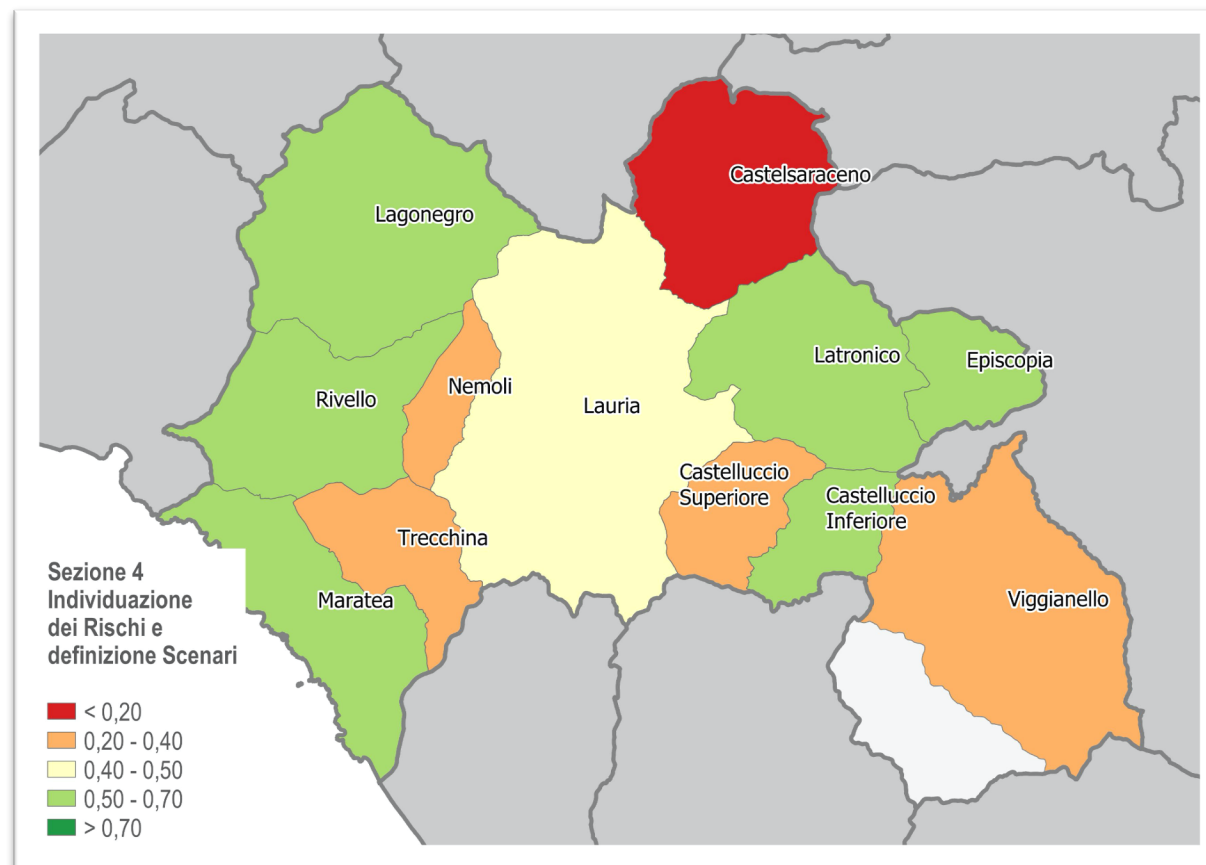 Castelsaraceno
Lagonegro
Latronico
Episcopia
Nemoli
Rivello
Lauria
Castelluccio
Superiore
Castelluccio
Inferiore
Trecchina
Maratea
Viggianello
Sezione 4
Individuazione
dei Rischi e
definizione Scenari
< 0,20
0,20 - 0,40
0,40 - 0,50
0,50 - 0,70
> 0,70